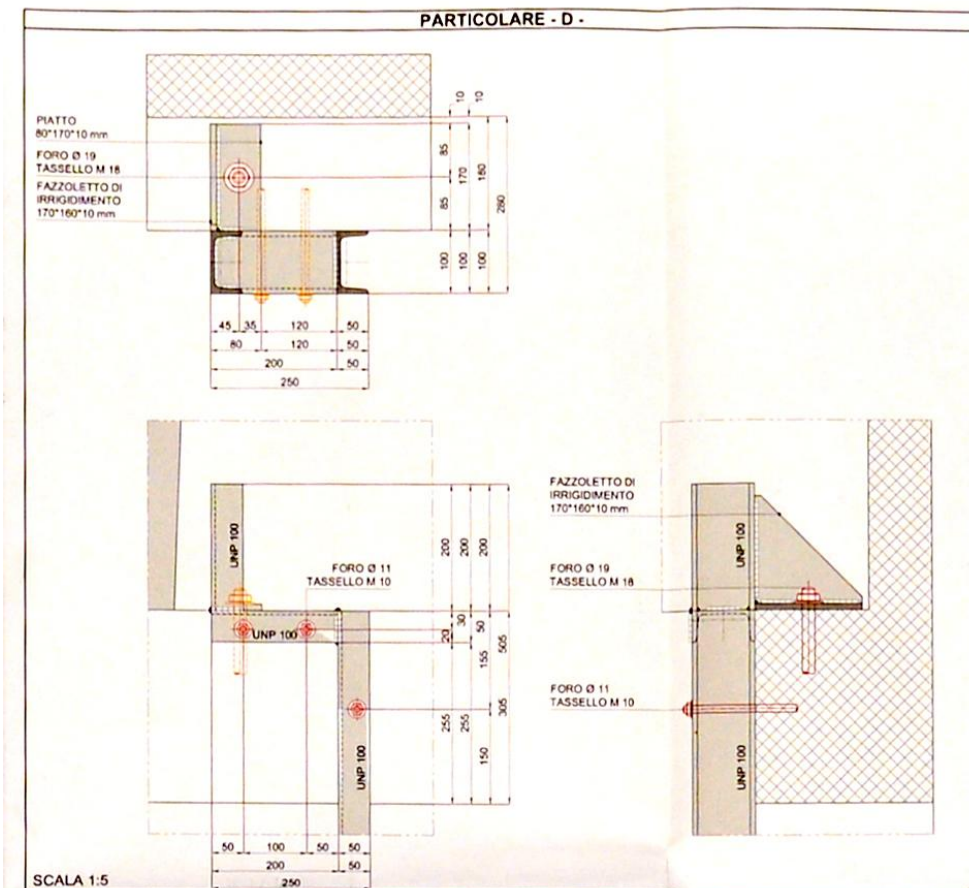 PARTICOLARE - D -
PIATTO
80*170*10 mm
FORO Ø 19
TASSELLO M 18
FAZZOLETTO DI
IRRIGIDIMENTO
170*160*10 mm
10 10
85 170 180 280
85
100 100 100
45 35 120 50
80 120 50
200 50
250
UNP 100
FORO Ø 11
TASSELLO M 10
UNP 100
UNP 100
200 200 200
20 30 50 505
155
255 255 305
150
50 100 50 50
200 50
250
FAZZOLETTO DI
IRRIGIDIMENTO
170*160*10 mm
UNP 100
FORO Ø 19
TASSELLO M 18
FORO Ø 11
TASSELLO M 10
UNP 100
SCALA 1:5